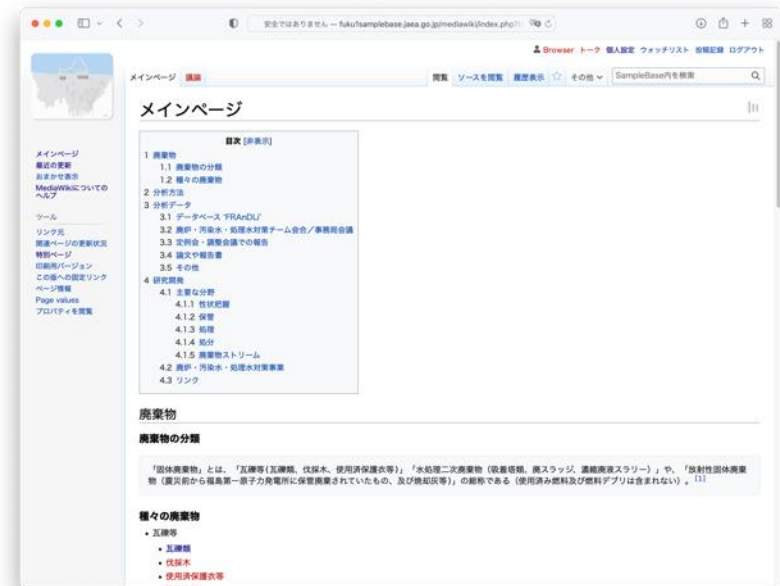 安全ではありません — fuku1samplebase.jaea.go.jp/mediawiki/index.php?ti
Browser トーク 個人設定 ウォッチリスト 投稿記録 ログアウト
メインページ 議論 閲覧 ソースを閲覧 履歴表示 その他 SampleBase内を検索
メインページ
目次 [非表示]
1 廃棄物
1.1 廃棄物の分類
1.2 種々の廃棄物
2 分析方法
3 分析データ
3.1 データベース 'FRAnDLi'
3.2 廃炉・汚染水・処理水対策チーム会合/事務局会議
3.3 定例会・調整会議での報告
3.4 論文や報告書
3.5 その他
4 研究開発
4.1 主要な分野
4.1.1 性状把握
4.1.2 保管
4.1.3 処理
4.1.4 処分
4.1.5 廃棄物ストリーム
4.2 廃炉・汚染水・処理水対策事業
4.3 リンク
メインページ
最近の更新
おまかせ表示
MediaWikiについての
ヘルプ
ツール
リンク元
関連ページの更新状況
特別ページ
印刷用バージョン
この版への固定リンク
ページ情報
Page values
プロパティを閲覧
廃棄物
廃棄物の分類
「固体廃棄物」とは、「瓦礫等(瓦礫類、伐採木、使用済保護衣等)」「水処理二次廃棄物(吸着塔類、廃スラッジ、濃縮廃液スラリー)」や、「放射性固体廃棄
物(震災前から福島第一原子力発電所に保管廃棄されていたもの、及び焼却灰等)」の総称である(使用済み燃料及び燃料デブリは含まれない)。[1]
種々の廃棄物
• 瓦礫等
• 瓦礫類
• 伐採木
• 使用済保護衣等